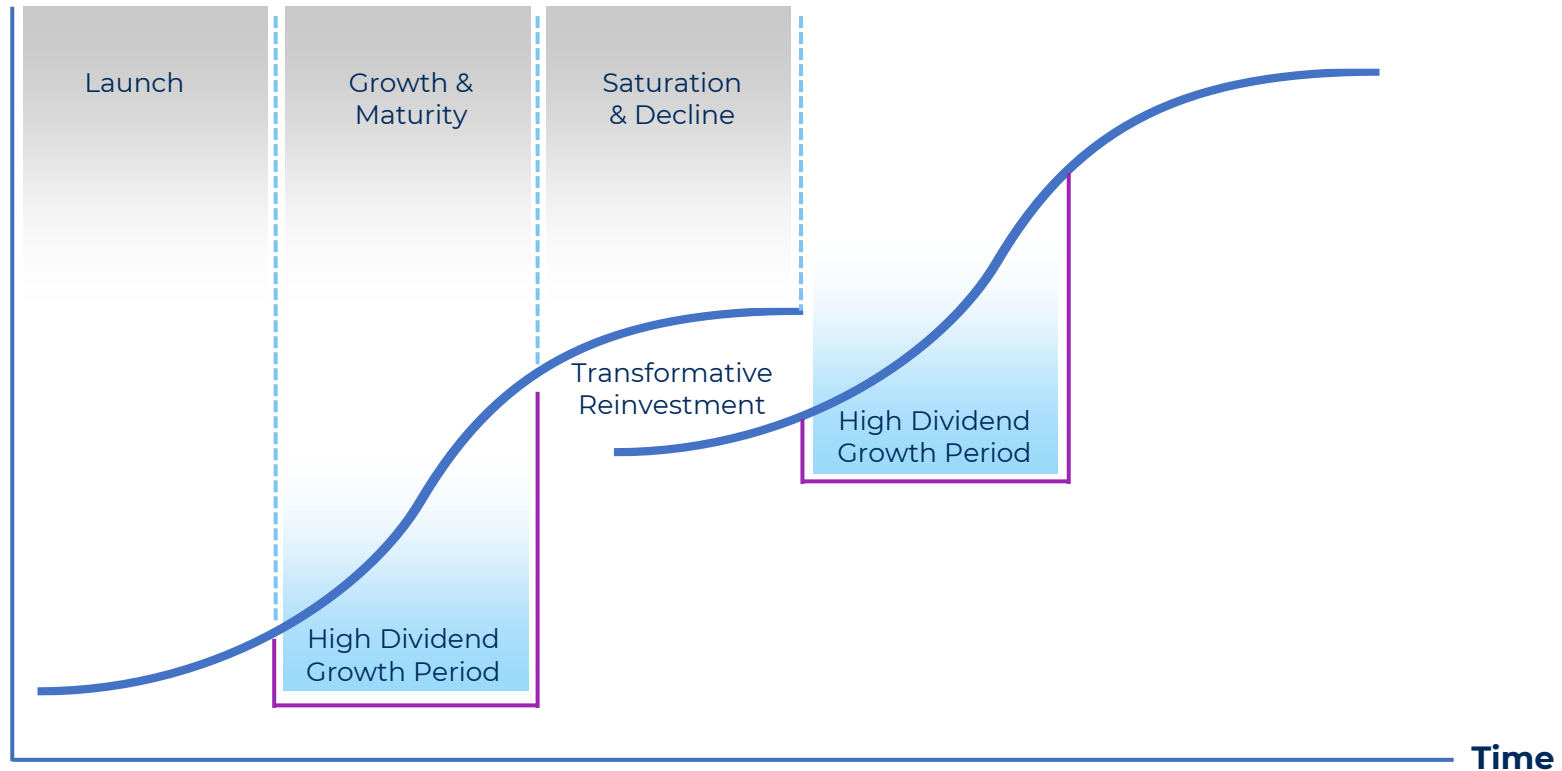 Launch
Growth &
Maturity
Saturation
& Decline
Transformative
Reinvestment
High Dividend
Growth Period
High Dividend
Growth Period
Time